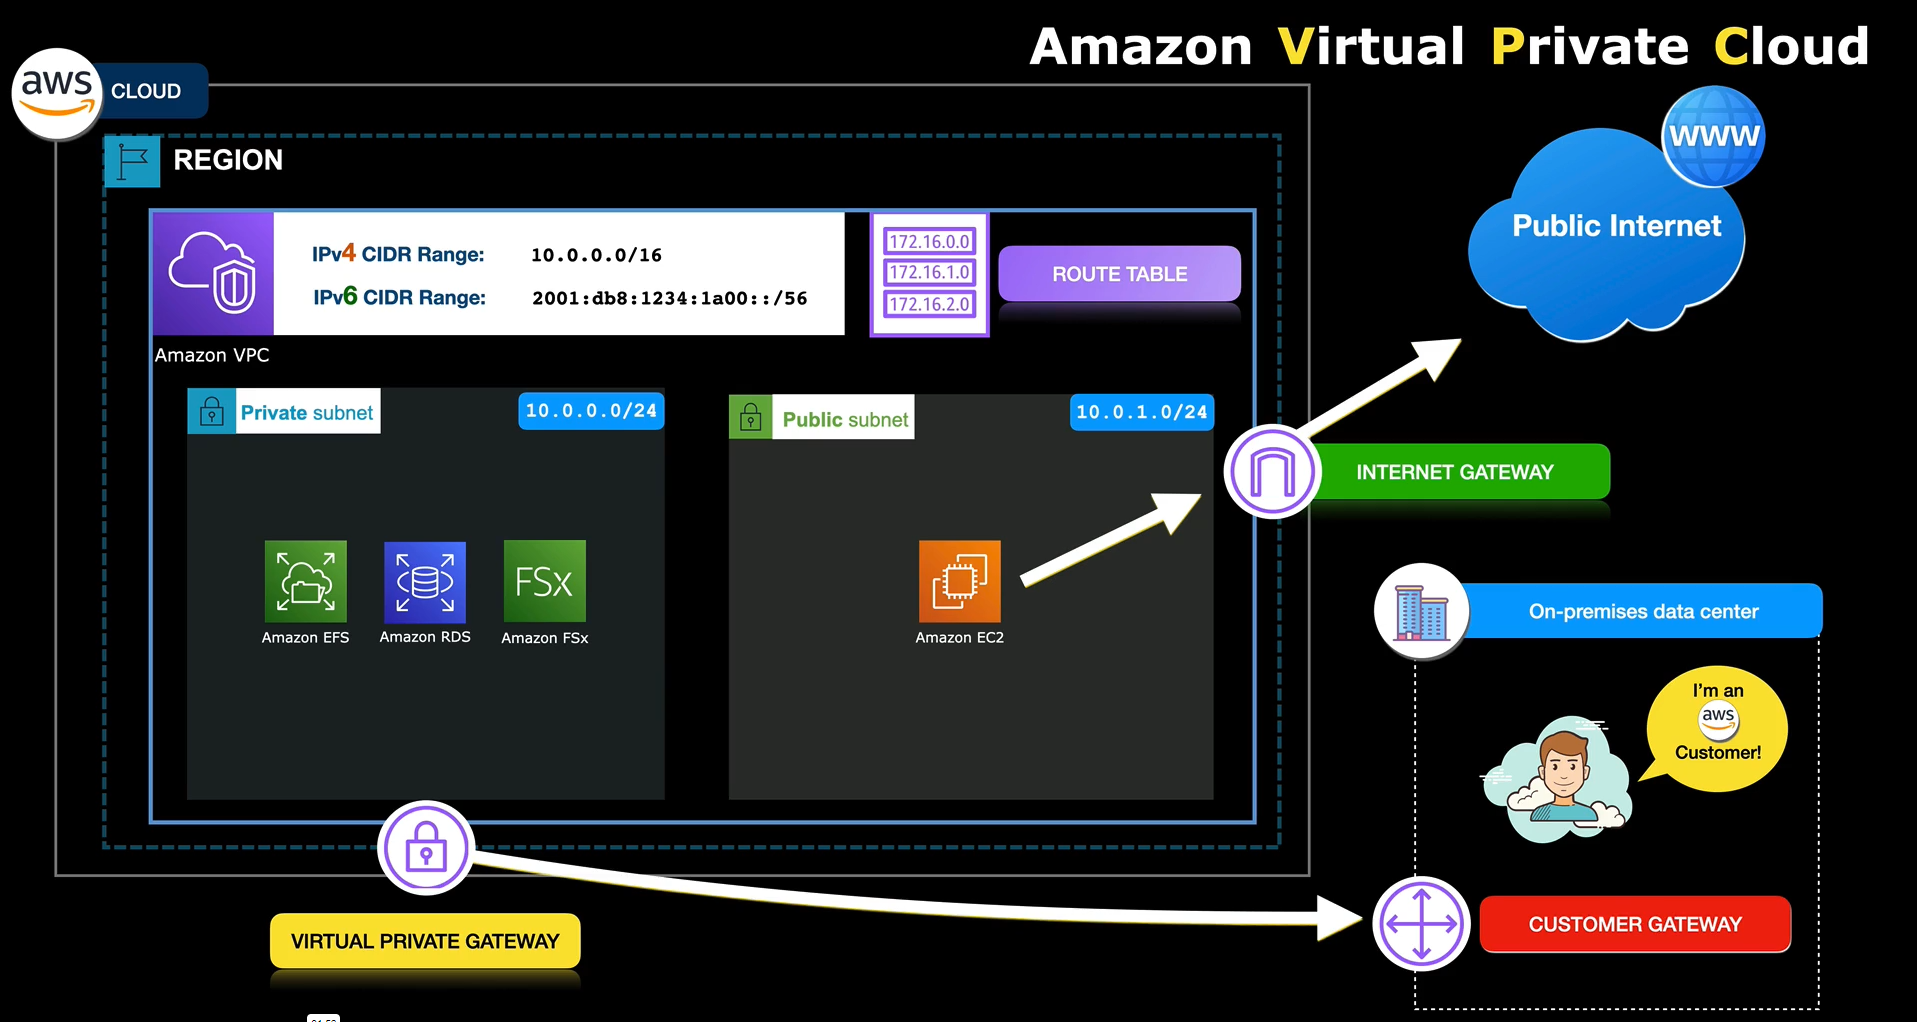 Amazon Virtual Private Cloud
aws
CLOUD
WWW
REGION
Public Internet
IPv4 CIDR Range: 10.0.0.0/16
IPv6 CIDR Range: 2001:db8:1234:1a00::/56
172.16.0.0
172.16.1.0
172.16.2.0
ROUTE TABLE
Amazon VPC
Private subnet
10.0.0.0/24
Public subnet
10.0.1.0/24
INTERNET GATEWAY
FSx
Amazon EFS
Amazon RDS
Amazon FSx
Amazon EC2
On-premises data center
I'm an
aws
Customer!
VIRTUAL PRIVATE GATEWAY
CUSTOMER GATEWAY